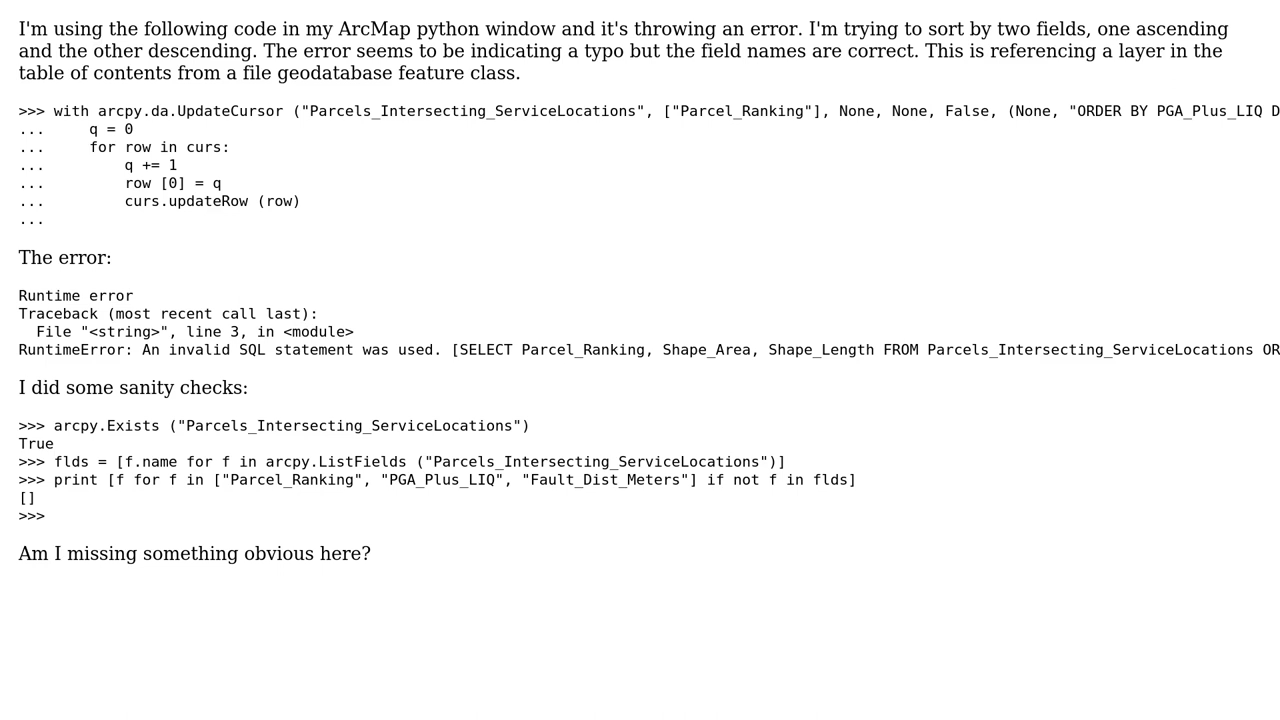 I'm using the following code in my ArcMap python window and it's throwing an error. I'm trying to sort by two fields, one ascending
and the other descending. The error seems to be indicating a typo but the field names are correct. This is referencing a layer in the
table of contents from a file geodatabase feature class.
>>> with arcpy.da.UpdateCursor ("Parcels_Intersecting_ServiceLocations", ["Parcel_Ranking"], None, None, False, (None, "ORDER BY PGA_Plus_LIQ D
...     q = 0
...     for row in curs:
...         q += 1
...         row [0] = q
...         curs.updateRow (row)
...
The error:
Runtime error
Traceback (most recent call last):
  File "<string>", line 3, in <module>
RuntimeError: An invalid SQL statement was used. [SELECT Parcel_Ranking, Shape_Area, Shape_Length FROM Parcels_Intersecting_ServiceLocations OR
I did some sanity checks:
>>> arcpy.Exists ("Parcels_Intersecting_ServiceLocations")
True
>>> flds = [f.name for f in arcpy.ListFields ("Parcels_Intersecting_ServiceLocations")]
>>> print [f for f in ["Parcel_Ranking", "PGA_Plus_LIQ", "Fault_Dist_Meters"] if not f in flds]
[]
>>>
Am I missing something obvious here?